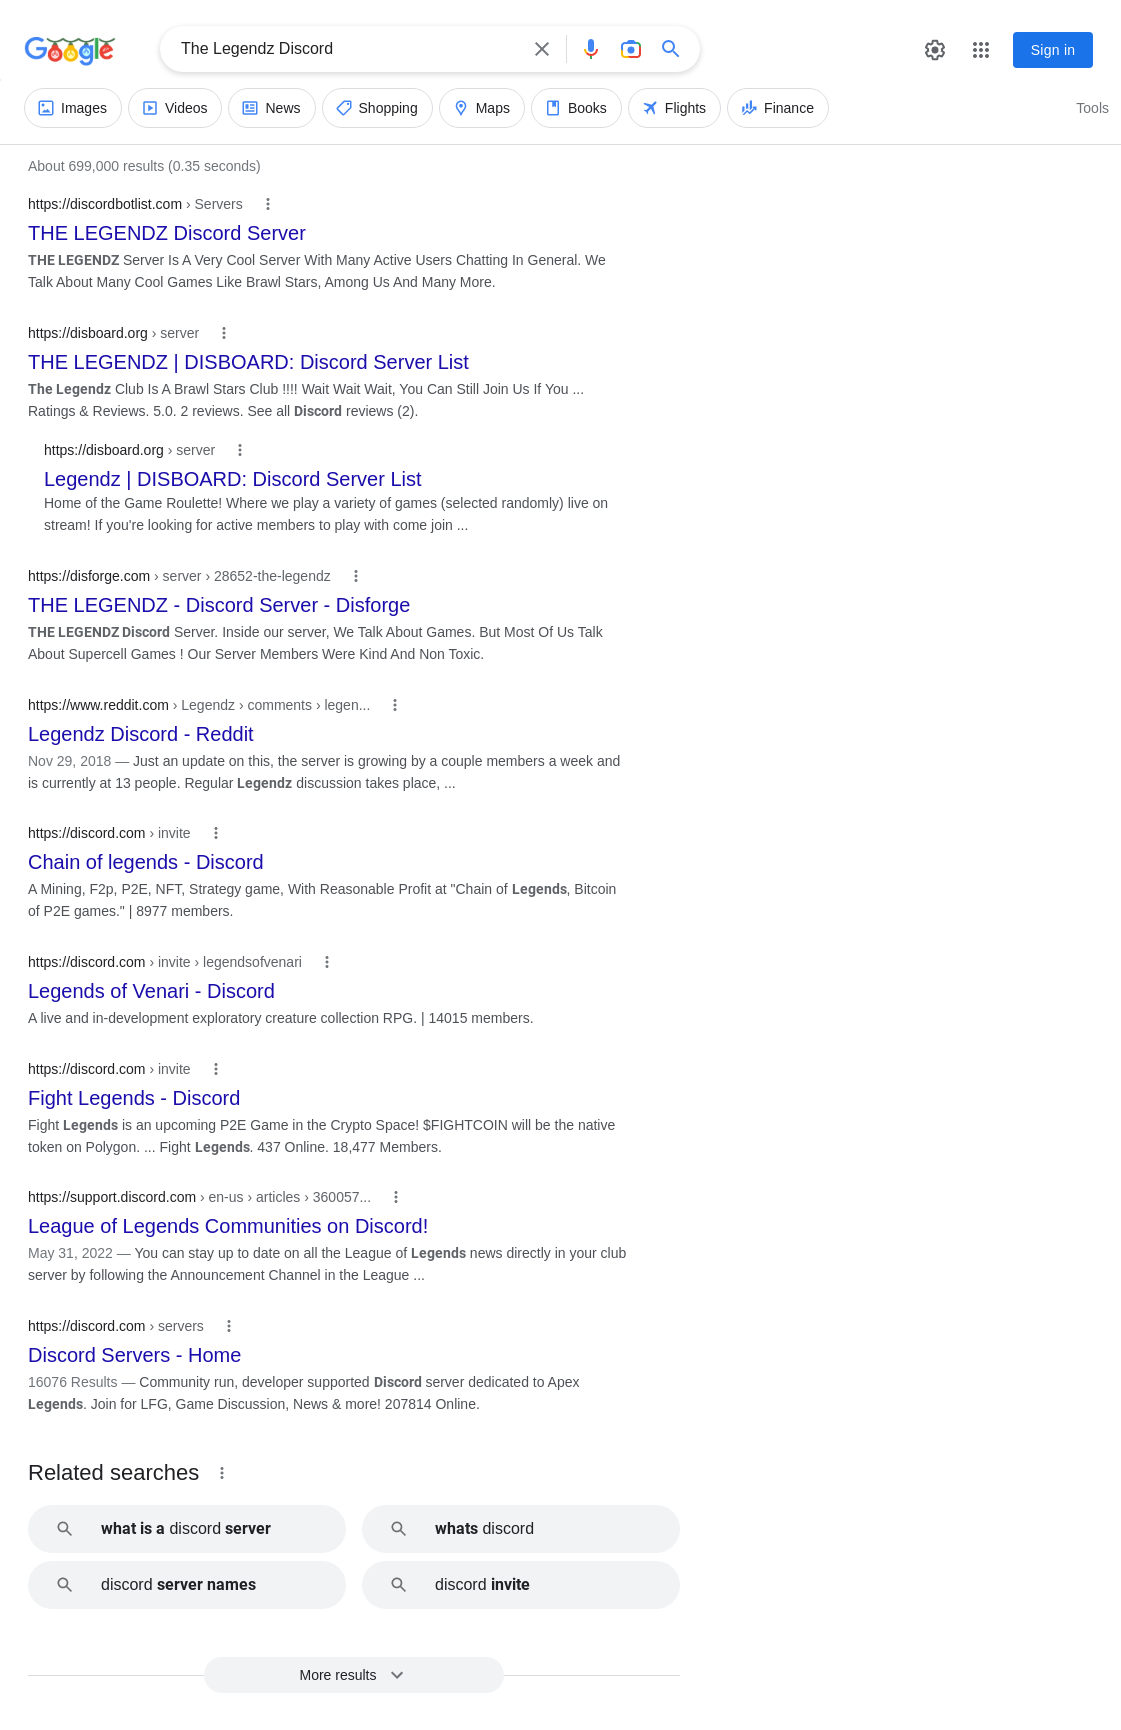 Google
The Legendz Discord
Sign in
Images Videos News Shopping Maps Books Flights Finance Tools
About 699,000 results (0.35 seconds)
https://discordbotlist.com › Servers
THE LEGENDZ Discord Server
THE LEGENDZ Server Is A Very Cool Server With Many Active Users Chatting In General. We
Talk About Many Cool Games Like Brawl Stars, Among Us And Many More.
https://disboard.org › server
THE LEGENDZ | DISBOARD: Discord Server List
The Legendz Club Is A Brawl Stars Club !!!! Wait Wait Wait, You Can Still Join Us If You ...
Ratings & Reviews. 5.0. 2 reviews. See all Discord reviews (2).
https://disboard.org › server
Legendz | DISBOARD: Discord Server List
Home of the Game Roulette! Where we play a variety of games (selected randomly) live on
stream! If you're looking for active members to play with come join ...
https://disforge.com › server › 28652-the-legendz
THE LEGENDZ - Discord Server - Disforge
THE LEGENDZ Discord Server. Inside our server, We Talk About Games. But Most Of Us Talk
About Supercell Games ! Our Server Members Were Kind And Non Toxic.
https://www.reddit.com › Legendz › comments › legen...
Legendz Discord - Reddit
Nov 29, 2018 — Just an update on this, the server is growing by a couple members a week and
is currently at 13 people. Regular Legendz discussion takes place, ...
https://discord.com › invite
Chain of legends - Discord
A Mining, F2p, P2E, NFT, Strategy game, With Reasonable Profit at "Chain of Legends, Bitcoin
of P2E games." | 8977 members.
https://discord.com › invite › legendsofvenari
Legends of Venari - Discord
A live and in-development exploratory creature collection RPG. | 14015 members.
https://discord.com › invite
Fight Legends - Discord
Fight Legends is an upcoming P2E Game in the Crypto Space! $FIGHTCOIN will be the native
token on Polygon. ... Fight Legends. 437 Online. 18,477 Members.
https://support.discord.com › en-us › articles › 360057...
League of Legends Communities on Discord!
May 31, 2022 — You can stay up to date on all the League of Legends news directly in your club
server by following the Announcement Channel in the League ...
https://discord.com › servers
Discord Servers - Home
16076 Results — Community run, developer supported Discord server dedicated to Apex
Legends. Join for LFG, Game Discussion, News & more! 207814 Online.
Related searches
what is a discord server
whats discord
discord server names
discord invite
More results